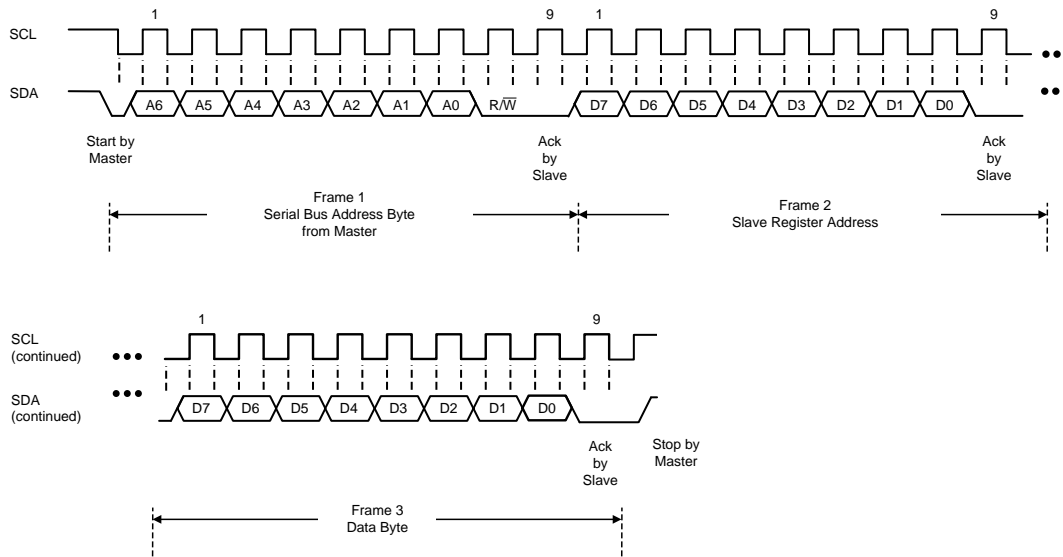 1 9 1 9
SCL
SDA
A6 A5 A4 A3 A2 A1 A0 R/W̅ D7 D6 D5 D4 D3 D2 D1 D0
Start by
Master
Ack
by
Slave
Ack
by
Slave
Frame 1
Serial Bus Address Byte
from Master
Frame 2
Slave Register Address
1 9
SCL
(continued)
SDA
(continued)
D7 D6 D5 D4 D3 D2 D1 D0
Ack
by
Slave
Stop by
Master
Frame 3
Data Byte